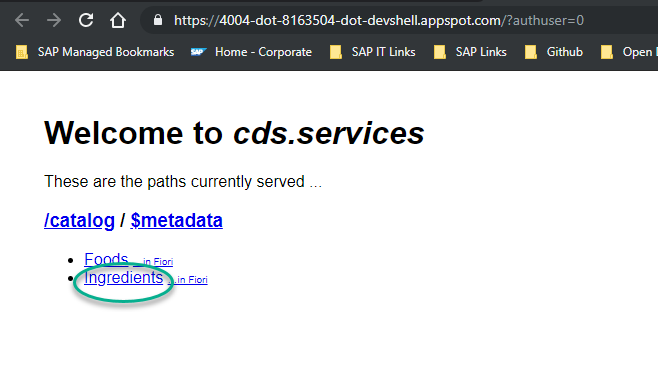 https://4004-dot-8163504-dot-devshell.appspot.com/?authuser=0
SAP Managed Bookmarks SAP Home - Corporate SAP IT Links SAP Links Github Open
Welcome to cds.services
These are the paths currently served ...
/catalog / $metadata
Foods ...in Fiori
Ingredients ...in Fiori